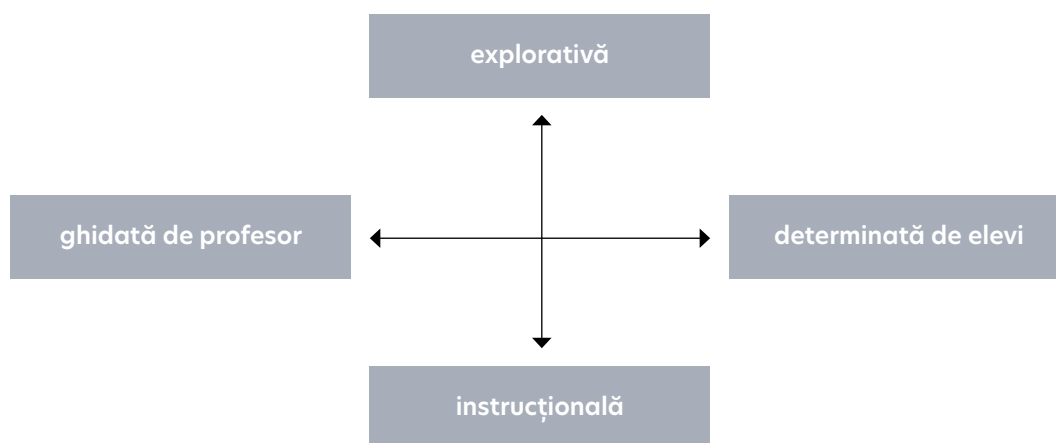 explorativă
ghidată de profesor
determinată de elevi
instrucțională